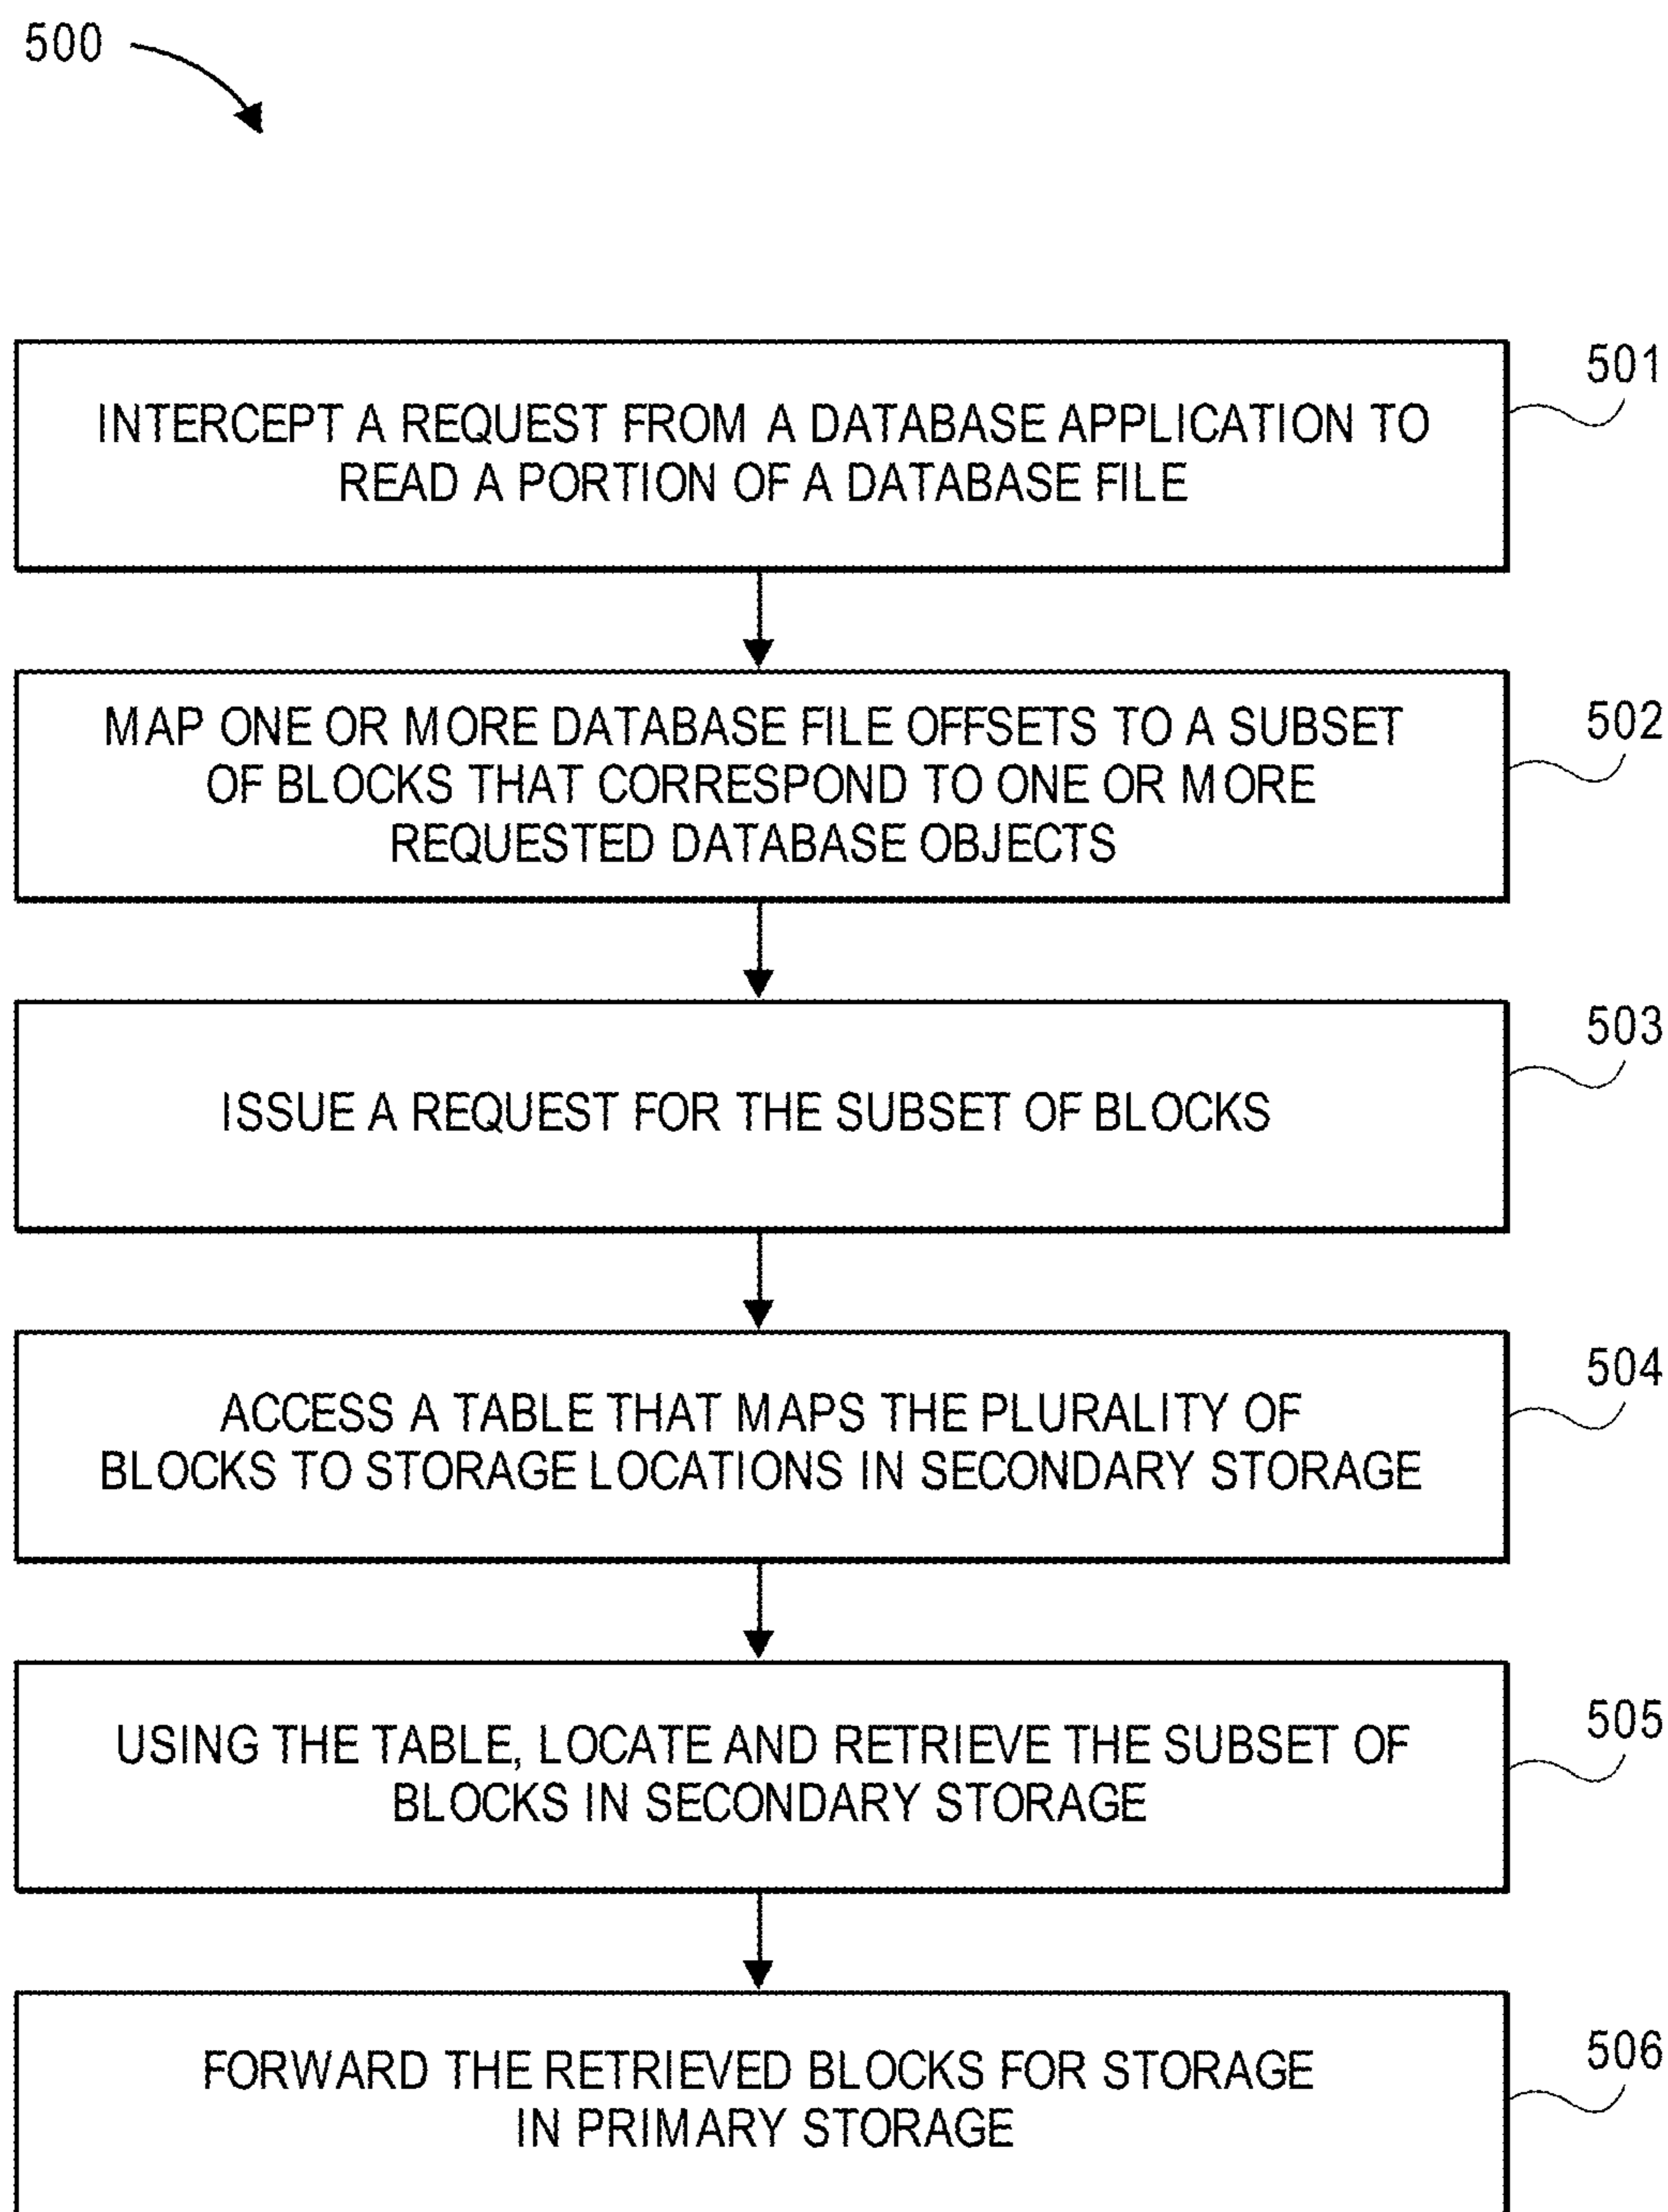 500
501
INTERCEPT A REQUEST FROM A DATABASE APPLICATION TO
READ A PORTION OF A DATABASE FILE
502
MAP ONE OR MORE DATABASE FILE OFFSETS TO A SUBSET
OF BLOCKS THAT CORRESPOND TO ONE OR MORE
REQUESTED DATABASE OBJECTS
503
ISSUE A REQUEST FOR THE SUBSET OF BLOCKS
504
ACCESS A TABLE THAT MAPS THE PLURALITY OF
BLOCKS TO STORAGE LOCATIONS IN SECONDARY STORAGE
505
USING THE TABLE, LOCATE AND RETRIEVE THE SUBSET OF
BLOCKS IN SECONDARY STORAGE
506
FORWARD THE RETRIEVED BLOCKS FOR STORAGE
IN PRIMARY STORAGE